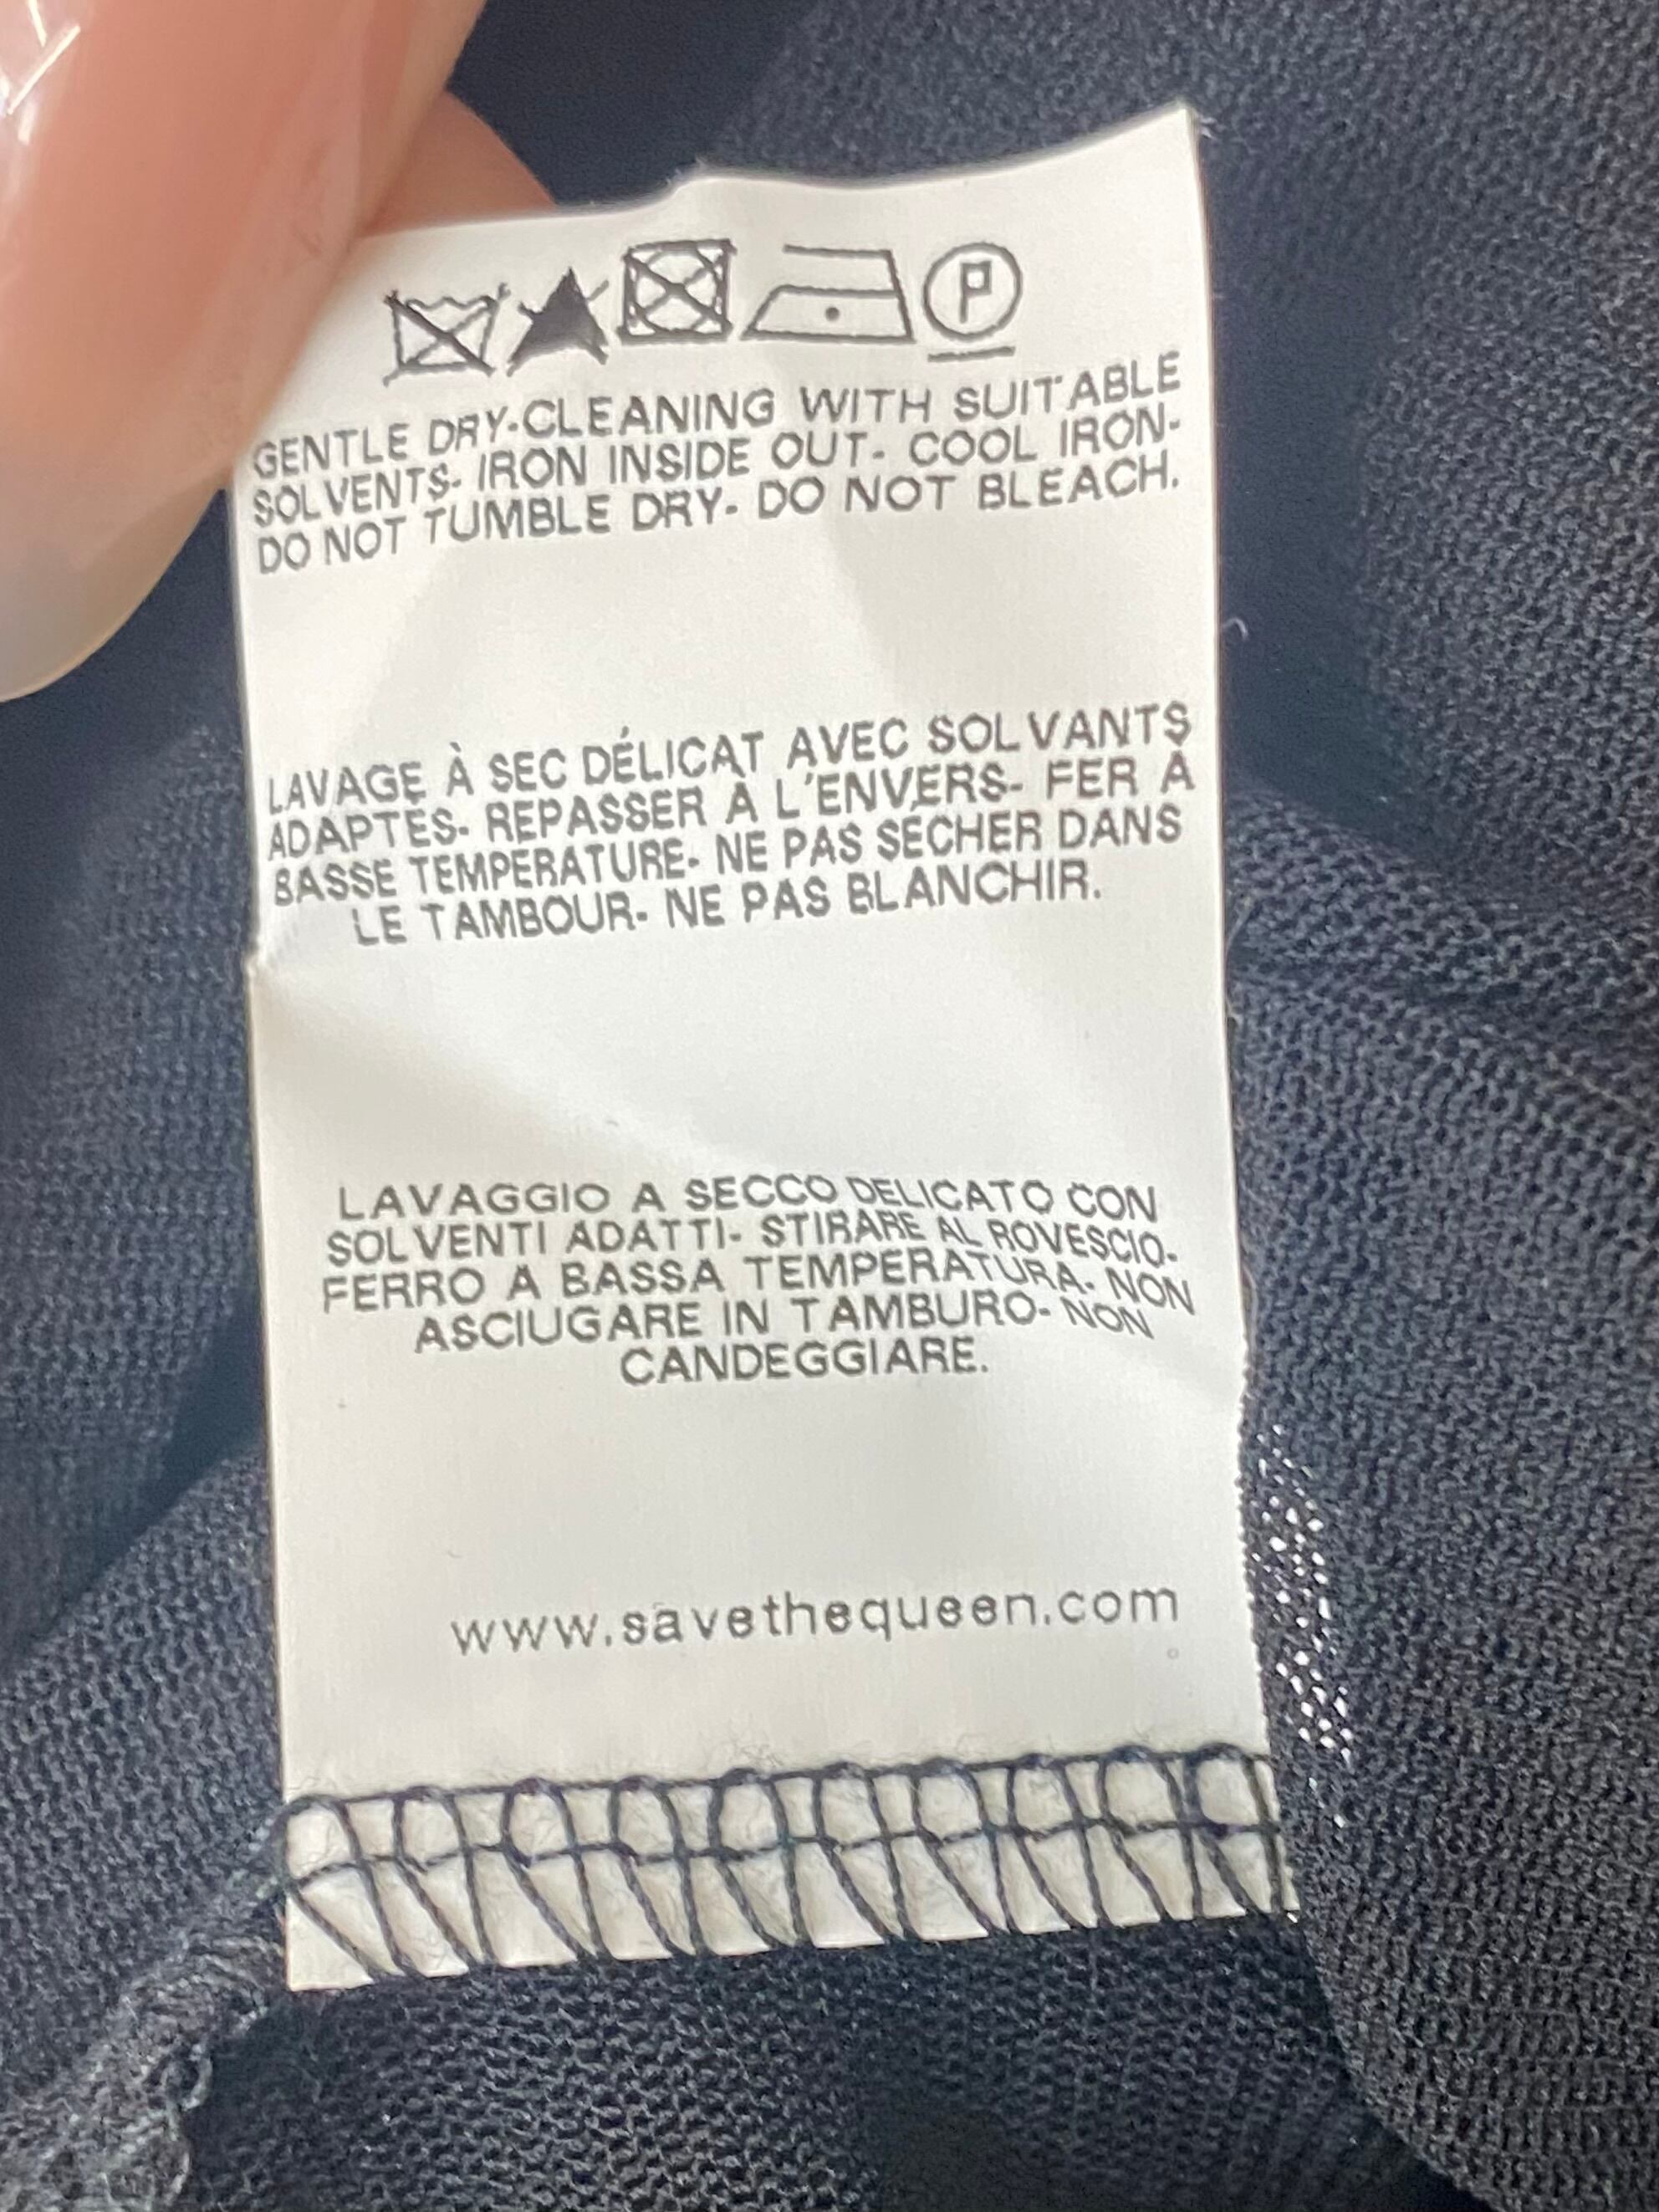 P
GENTLE DRY-CLEANING WITH SUITABLE
SOLVENTS- IRON INSIDE OUT- COOL IRON-
DO NOT TUMBLE DRY- DO NOT BLEACH.
LAVAGE À SEC DÉLICAT AVEC SOLVANTS
ADAPTÉS- REPASSER À L'ENVERS- FER À
BASSE TEMPERATURE- NE PAS SÉCHER DANS
LE TAMBOUR- NE PAS BLANCHIR.
LAVAGGIO A SECCO DELICATO CON
SOLVENTI ADATTI- STIRARE AL ROVESCIO-
FERRO A BASSA TEMPERATURA- NON
ASCIUGARE IN TAMBURO- NON
CANDEGGIARE.
www.savethequeen.com